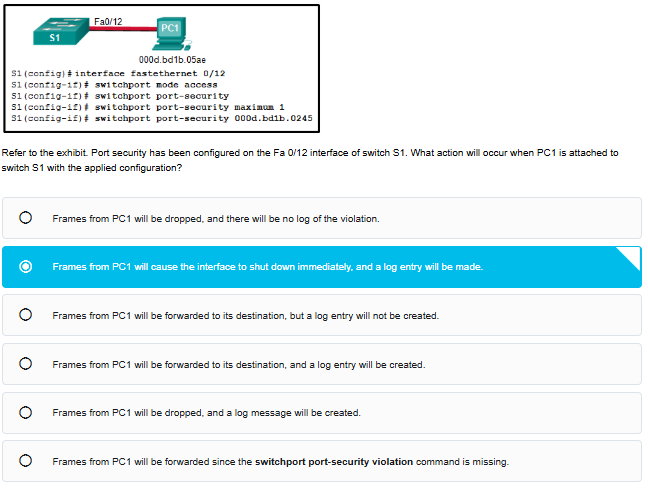 Fa0/12
PC1
S1
000d.bd1b.05ae
S1(config)# interface fastethernet 0/12
S1(config-if)# switchport mode access
S1(config-if)# switchport port-security
S1(config-if)# switchport port-security maximum 1
S1(config-if)# switchport port-security 000d.bd1b.0245
Refer to the exhibit. Port security has been configured on the Fa 0/12 interface of switch S1. What action will occur when PC1 is attached to
switch S1 with the applied configuration?
Frames from PC1 will be dropped, and there will be no log of the violation.
Frames from PC1 will cause the interface to shut down immediately, and a log entry will be made.
Frames from PC1 will be forwarded to its destination, but a log entry will not be created.
Frames from PC1 will be forwarded to its destination, and a log entry will be created.
Frames from PC1 will be dropped, and a log message will be created.
Frames from PC1 will be forwarded since the switchport port-security violation command is missing.